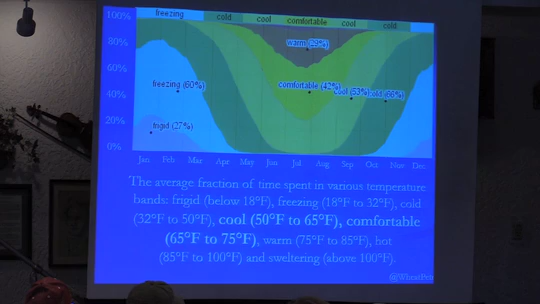 100%
freezing
cold
cool
comfortable
cool
cold
80%
60%
40%
20%
0%
warm (29%)
freezing (60%)
comfortable (42%)
cool (53%)
cold (66%)
frigid (27%)
Jan Feb Mar Apr May Jun Jul Aug Sep Oct Nov Dec
The average fraction of time spent in various temperature
bands: frigid (below 18°F), freezing (18°F to 32°F), cold
(32°F to 50°F), cool (50°F to 65°F), comfortable
(65°F to 75°F), warm (75°F to 85°F), hot
(85°F to 100°F) and sweltering (above 100°F).
@WheatPen